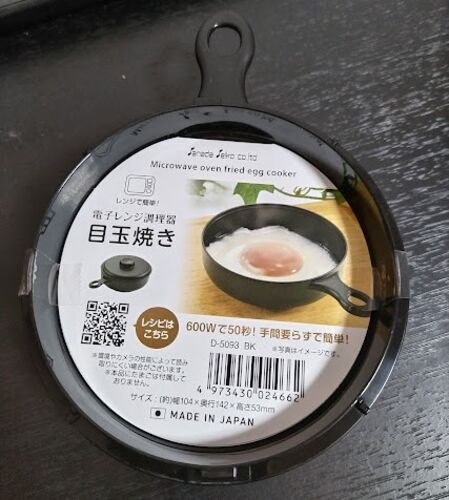 Sanada Seiko co.ltd
Microwave oven fried egg cooker
レンジで簡単!
電子レンジ調理器
目玉焼き
レシピは
こちら
600Wで50秒! 手間要らずで簡単!
D-5093 BK ※写真はイメージです。
※濃度やカメラの性能によって読み
取りにくい場合がございます。
※本品にたまごは付属して
おりません。
4 973430 024662
サイズ:(約)幅104×奥行142×高さ53mm
MADE IN JAPAN